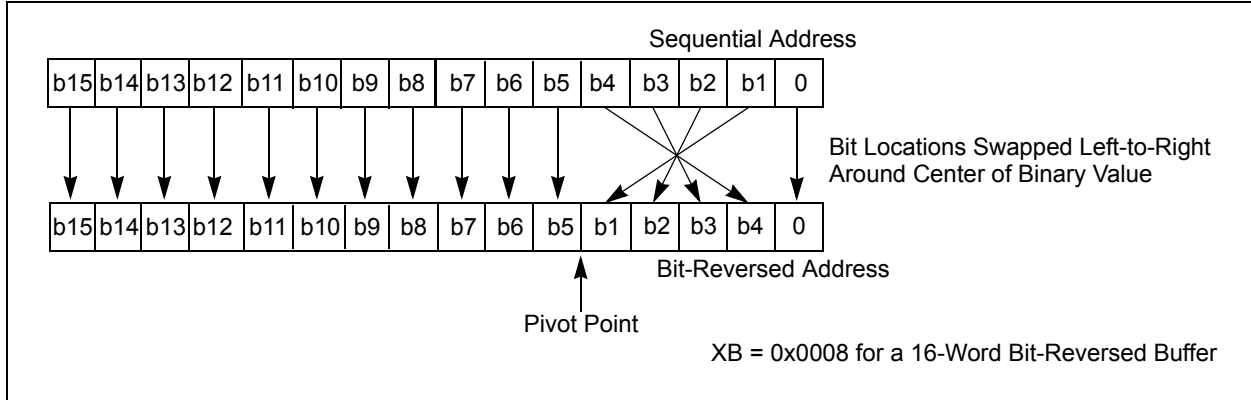 Sequential Address
b15 b14 b13 b12 b11 b10 b9 b8 b7 b6 b5 b4 b3 b2 b1 0
Bit Locations Swapped Left-to-Right
Around Center of Binary Value
b15 b14 b13 b12 b11 b10 b9 b8 b7 b6 b5 b1 b2 b3 b4 0
Bit-Reversed Address
Pivot Point
XB = 0x0008 for a 16-Word Bit-Reversed Buffer